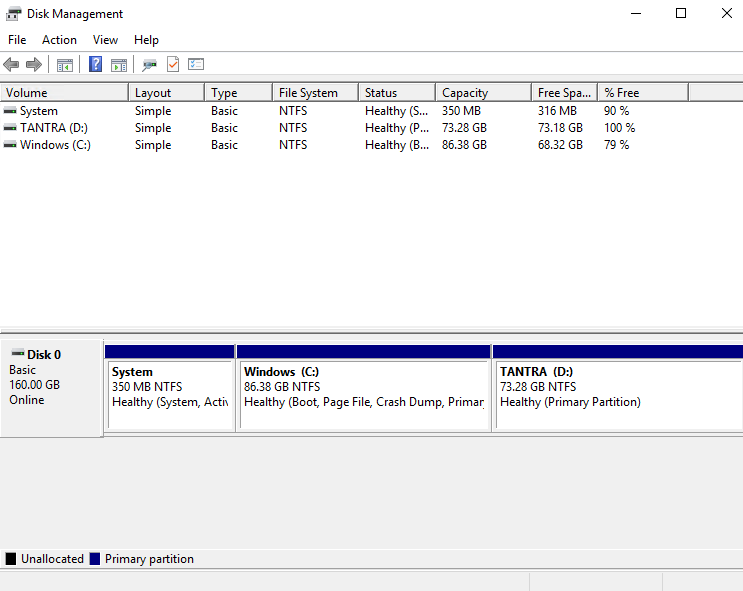 Disk Management
File Action View Help
Volume Layout Type File System Status Capacity Free Spa... % Free
System Simple Basic NTFS Healthy (S... 350 MB 316 MB 90 %
TANTRA (D:) Simple Basic NTFS Healthy (P... 73.28 GB 73.18 GB 100 %
Windows (C:) Simple Basic NTFS Healthy (B... 86.38 GB 68.32 GB 79 %
Disk 0
Basic
160.00 GB
Online
System
350 MB NTFS
Healthy (System, Activ
Windows (C:)
86.38 GB NTFS
Healthy (Boot, Page File, Crash Dump, Primar
TANTRA (D:)
73.28 GB NTFS
Healthy (Primary Partition)
Unallocated Primary partition